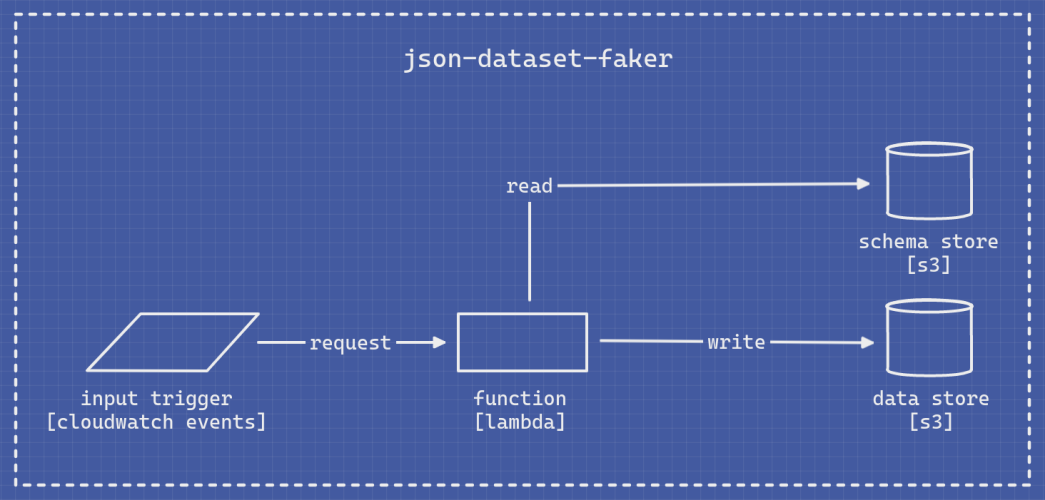 json-dataset-faker
read
schema store
[s3]
request
write
input trigger
[cloudwatch events]
function
[lambda]
data store
[s3]